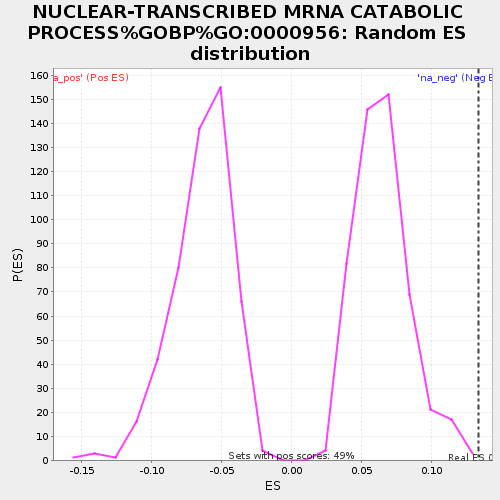 NUCLEAR-TRANSCRIBED MRNA CATABOLIC
PROCESS%GOBP%GO:0000956: Random ES
distribution
160
a_pos' (Pos ES)
'na_neg' (Neg E
150
140
130
120
110
100
90
80
70
60
50
40
30
20
10
0
P(ES)
Sets with pos scores: 49%
Real ES 0
-0.15
-0.10
-0.05
0.00
0.05
0.10
ES